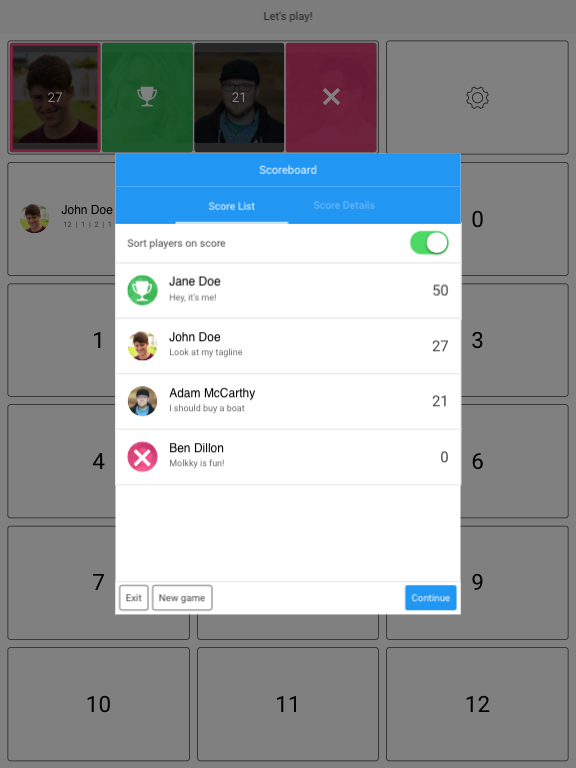 Let's play!
27
21
John Doe
12 | 1 | 2 | 1
0
1
3
4
6
7
9
10
11
12
Scoreboard
Score List
Score Details
Sort players on score
Jane Doe
Hey, it's me!
50
John Doe
Look at my tagline
27
Adam McCarthy
I should buy a boat
21
Ben Dillon
Molkky is fun!
0
Exit
New game
Continue